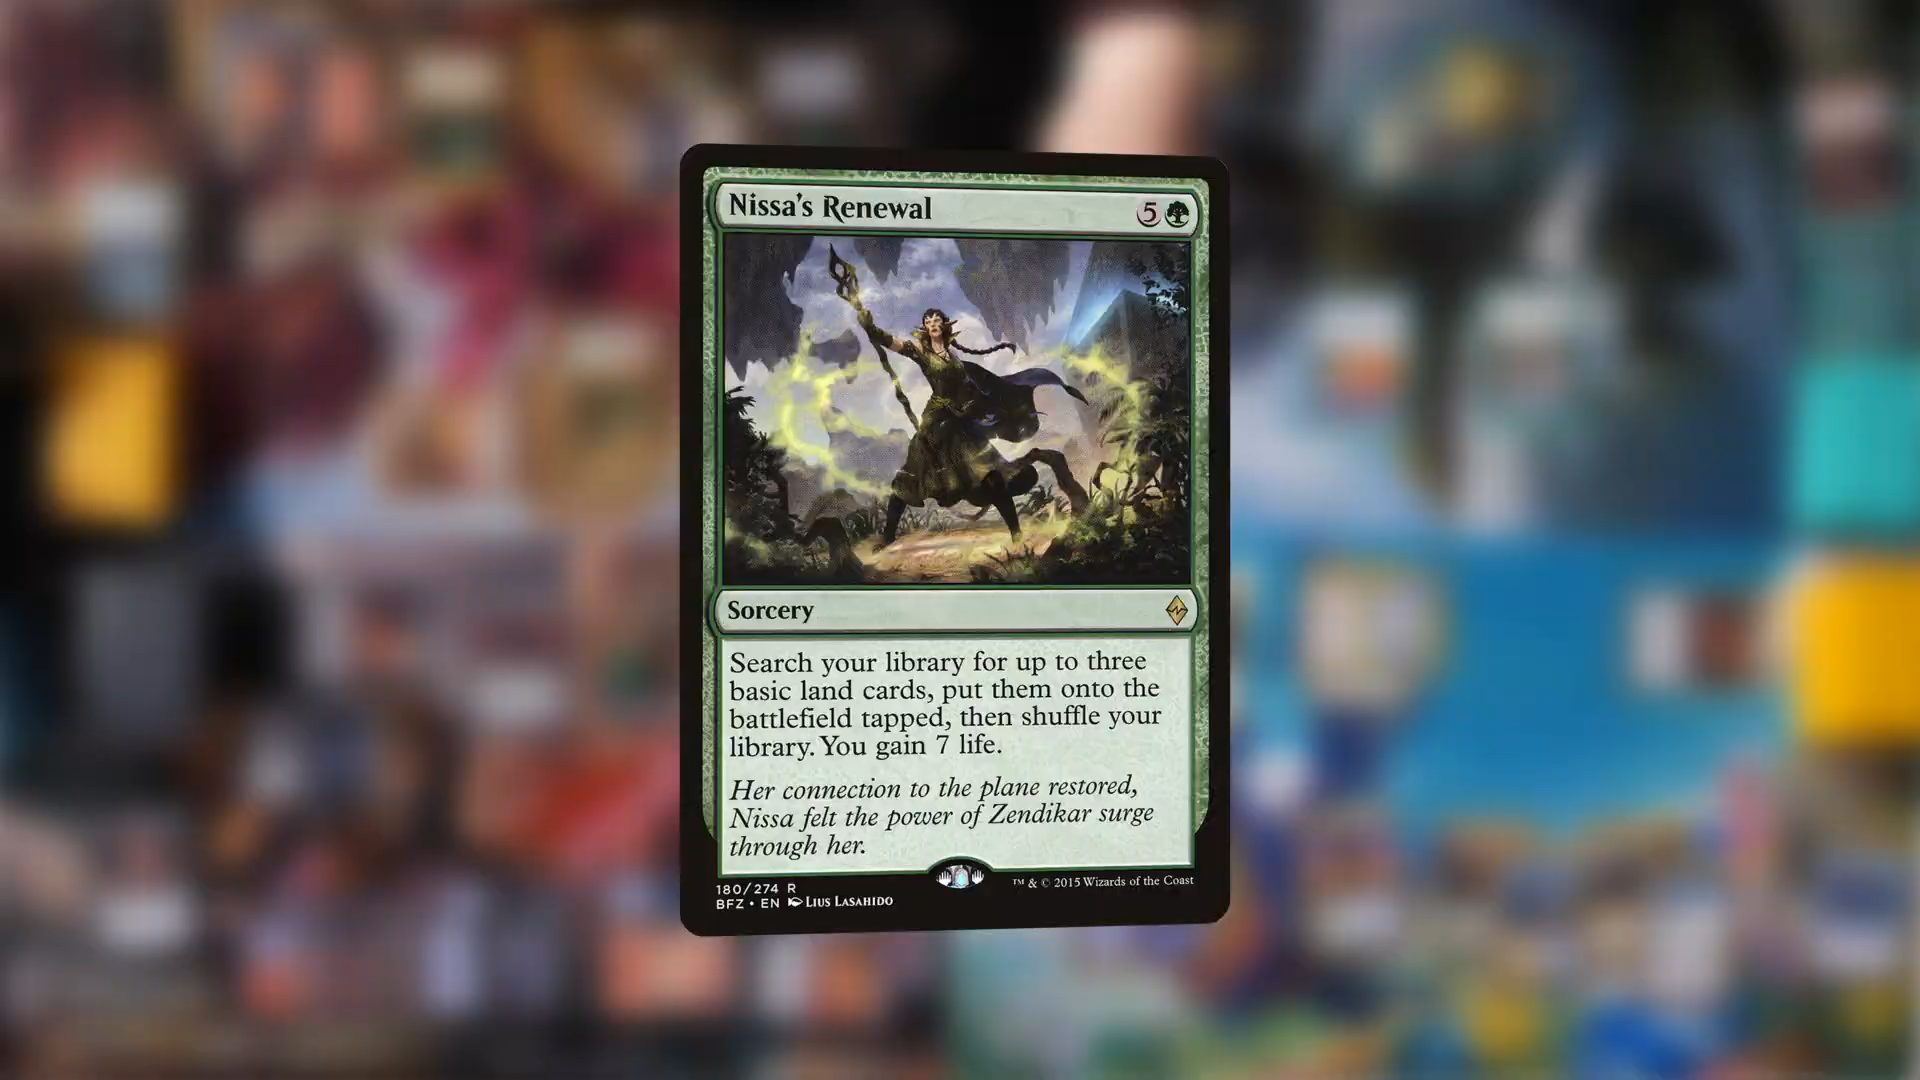 Nissa's Renewal 5
Sorcery
Search your library for up to three
basic land cards, put them onto the
battlefield tapped, then shuffle your
library. You gain 7 life.
Her connection to the plane restored,
Nissa felt the power of Zendikar surge
through her.
180/274 R
BFZ • EN Lius Lasahido
™ & © 2015 Wizards of the Coast